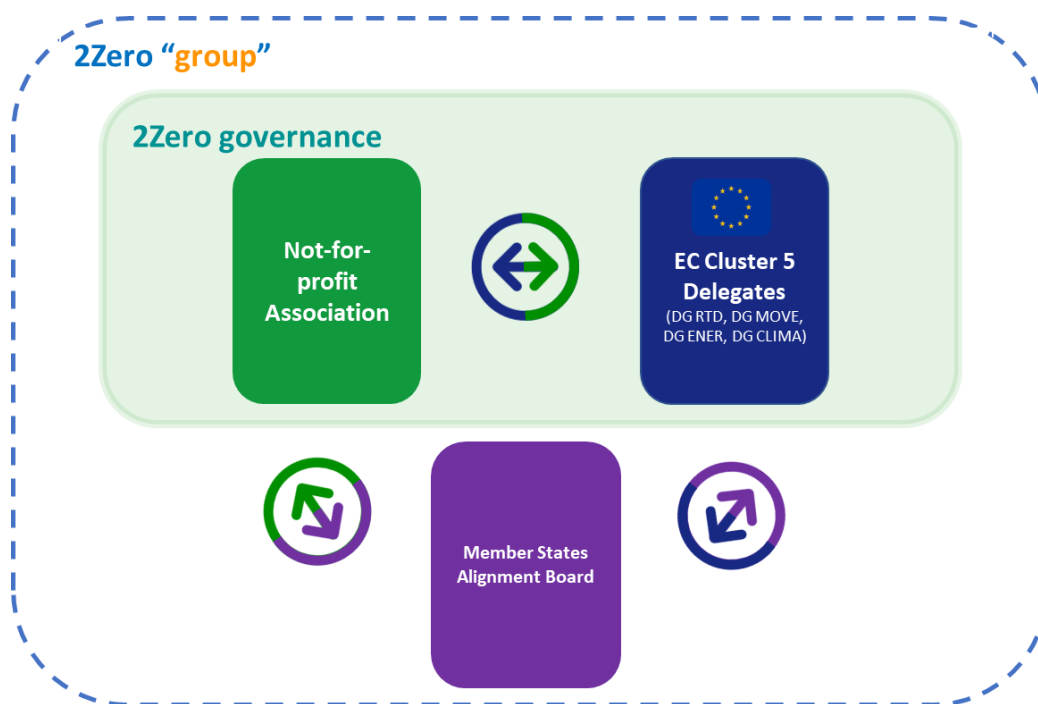 2Zero “group”
2Zero governance
Not-for-
profit
Association
EC Cluster 5
Delegates
(DG RTD, DG MOVE,
DG ENER, DG CLIMA)
Member States
Alignment Board